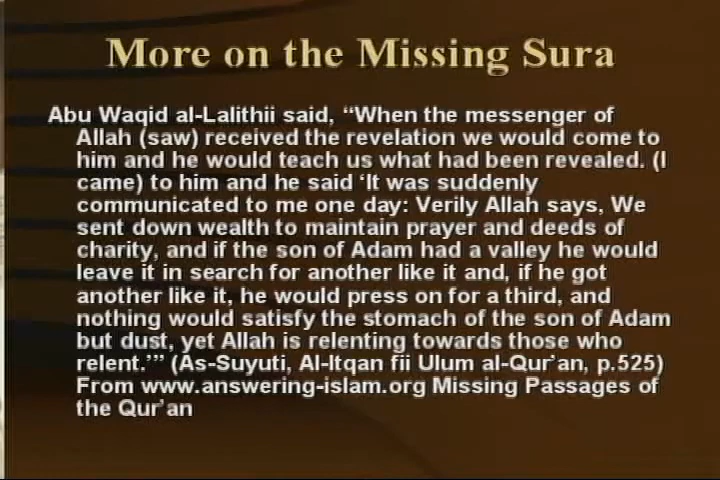 More on the Missing Sura
Abu Waqid al-Lalithii said, “When the messenger of
Allah (saw) received the revelation we would come to
him and he would teach us what had been revealed. (I
came) to him and he said ‘It was suddenly
communicated to me one day: Verily Allah says, We
sent down wealth to maintain prayer and deeds of
charity, and if the son of Adam had a valley he would
leave it in search for another like it and, if he got
another like it, he would press on for a third, and
nothing would satisfy the stomach of the son of Adam
but dust, yet Allah is relenting towards those who
relent.’” (As-Suyuti, Al-Itqan fii Ulum al-Qur’an, p.525)
From www.answering-islam.org Missing Passages of
the Qur’an